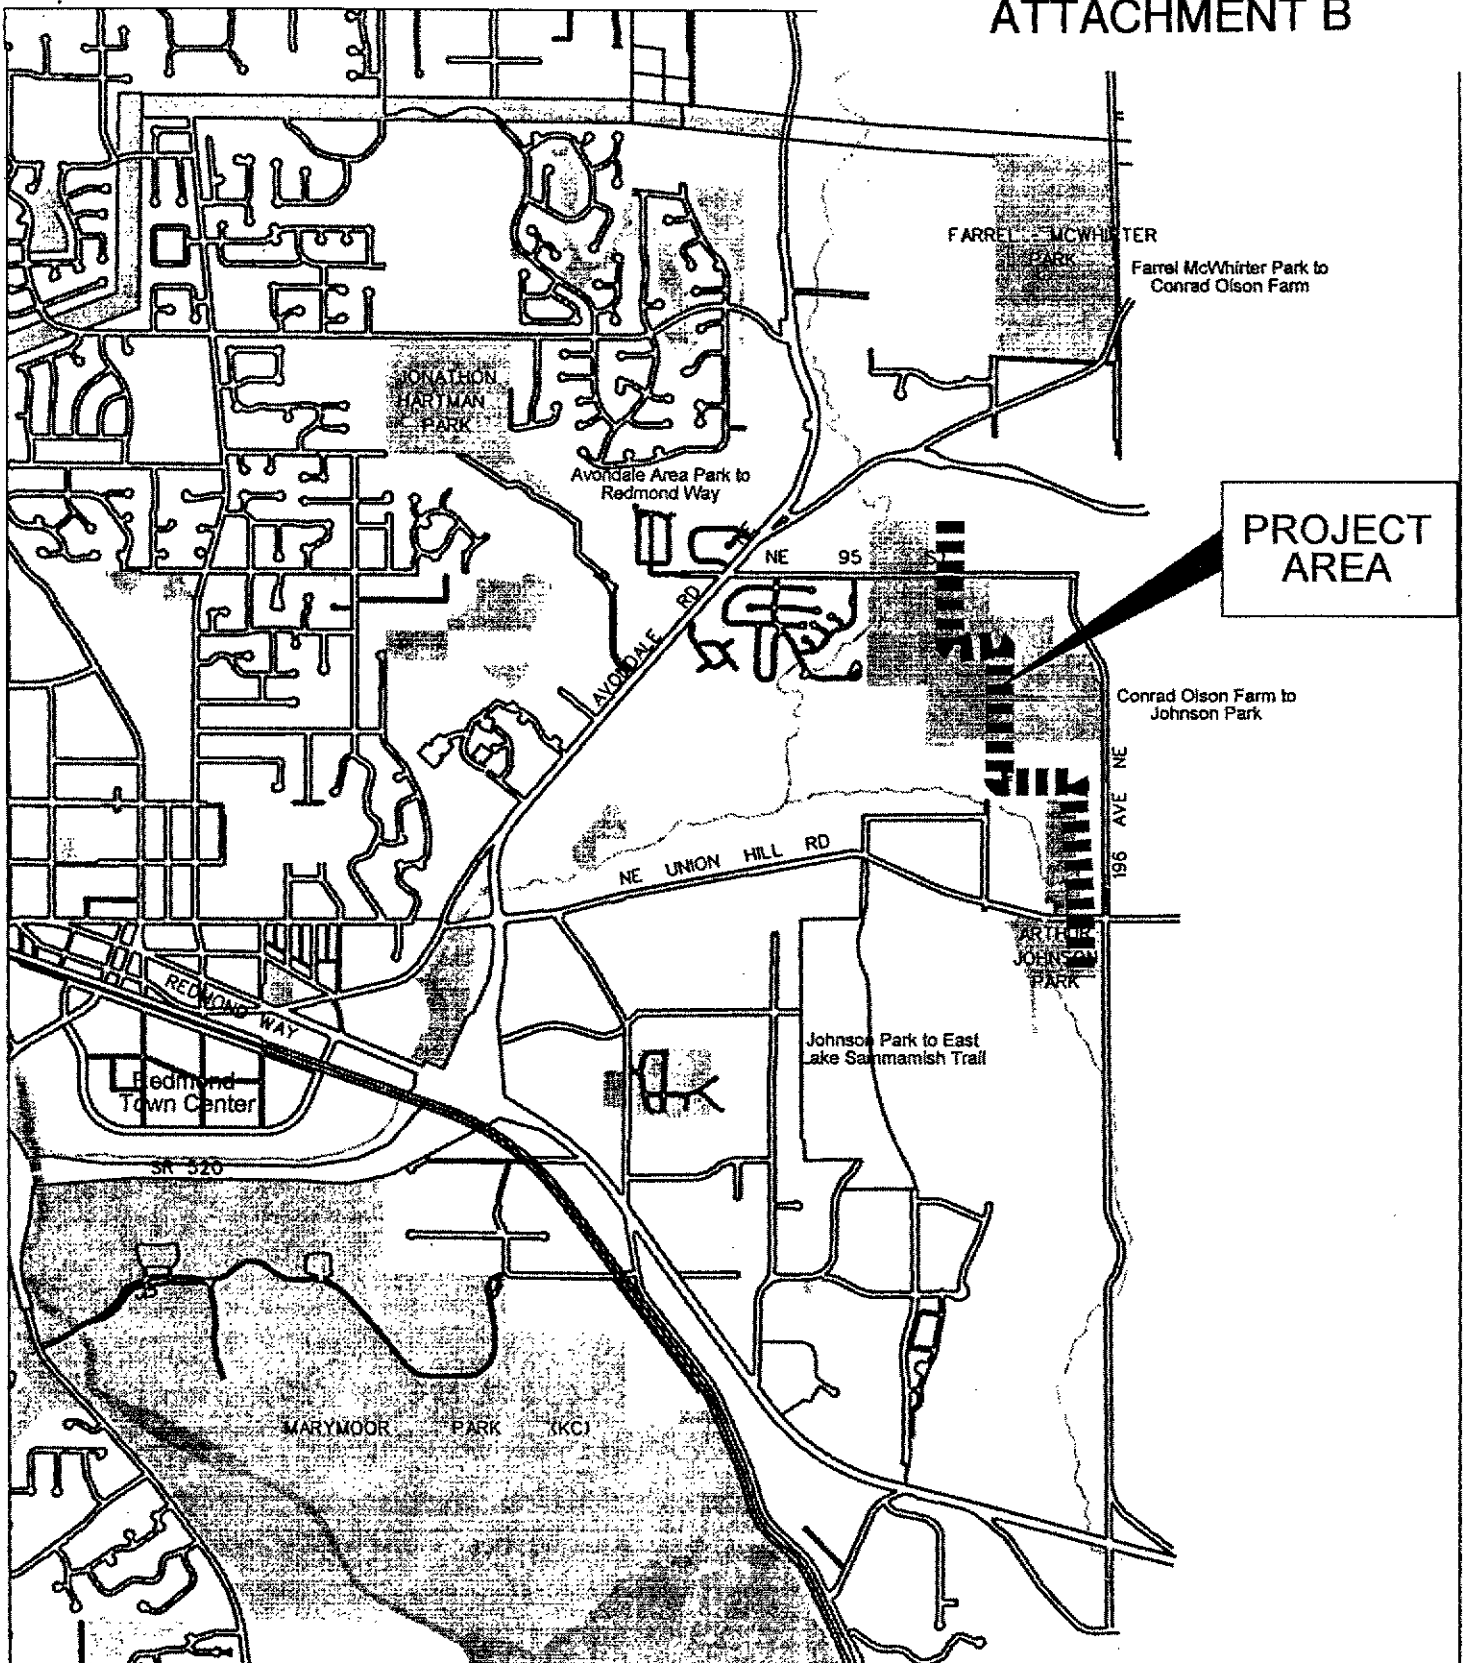 ATTACHMENT B
FARREL - MCWHIRTER
PARK
Farrel McWhirter Park to
Conrad Olson Farm
JONATHON
HARTMAN
PARK
Avondale Area Park to
Redmond Way
PROJECT
AREA
NE 95 ST
AVONDALE RD NE
Conrad Olson Farm to
Johnson Park
196 AVE NE
NE UNION HILL RD
ARTHUR
JOHNSON
PARK
REDMOND WAY
Johnson Park to East
Lake Sammamish Trail
Redmond
Town Center
SR 520
MARYMOOR PARK (KC)